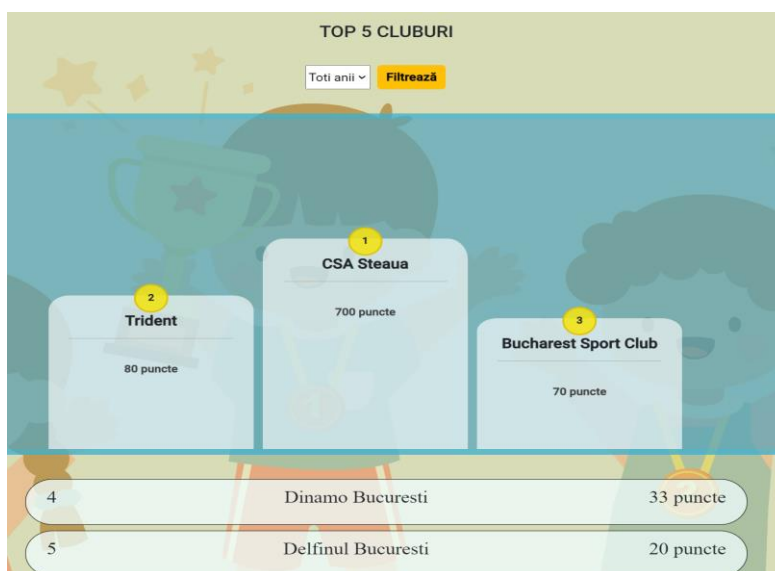 TOP 5 CLUBURI
Toti anii Filtrează
1
CSA Steaua
700 puncte
2
Trident
80 puncte
3
Bucharest Sport Club
70 puncte
4 Dinamo Bucuresti 33 puncte
5 Delfinul Bucuresti 20 puncte